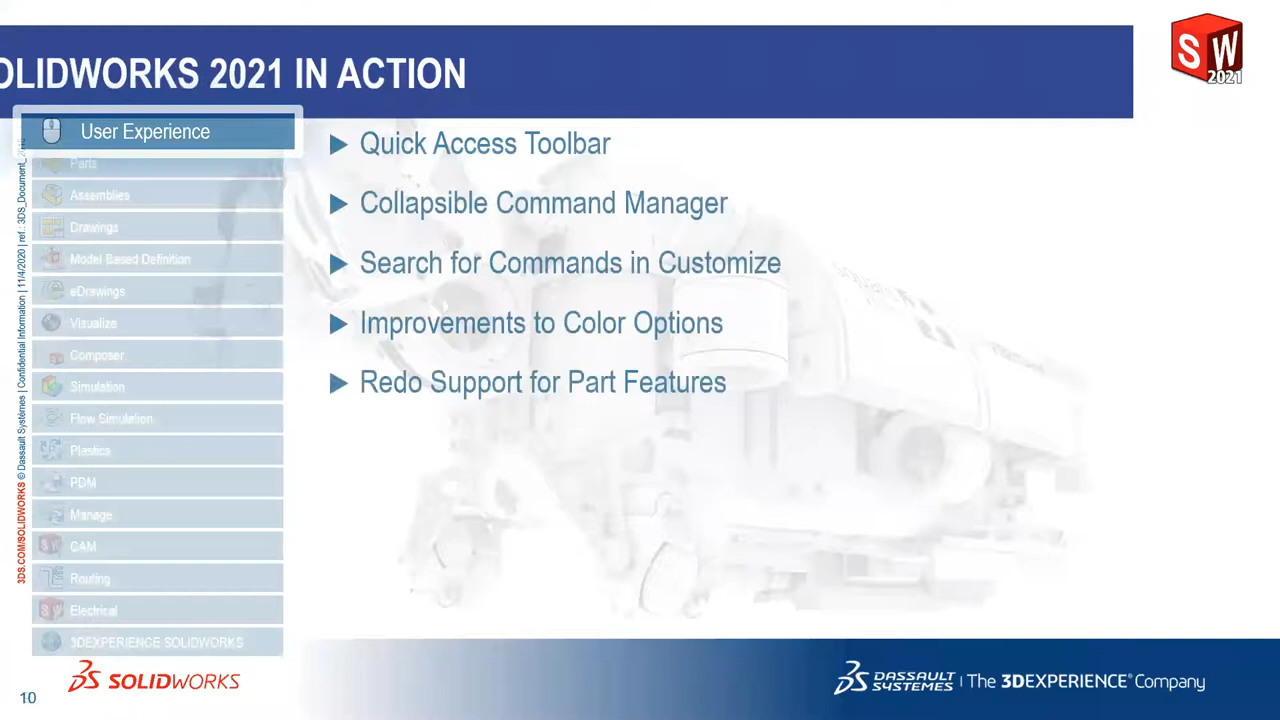 OLIDWORKS 2021 IN ACTION
S W
2021
User Experience
Parts
Assemblies
Drawings
Model Based Definition
eDrawings
Visualize
Composer
Simulation
Flow Simulation
Plastics
PDM
Manage
CAM
Routing
Electrical
3DEXPERIENCE SOLIDWORKS
Quick Access Toolbar
Collapsible Command Manager
Search for Commands in Customize
Improvements to Color Options
Redo Support for Part Features
3DS.COM/SOLIDWORKS © Dassault Systèmes | Confidential Information | 11/4/2020 | ref.: 3DS_Document_
10
SOLIDWORKS
DASSAULT SYSTEMES | The 3DEXPERIENCE® Company